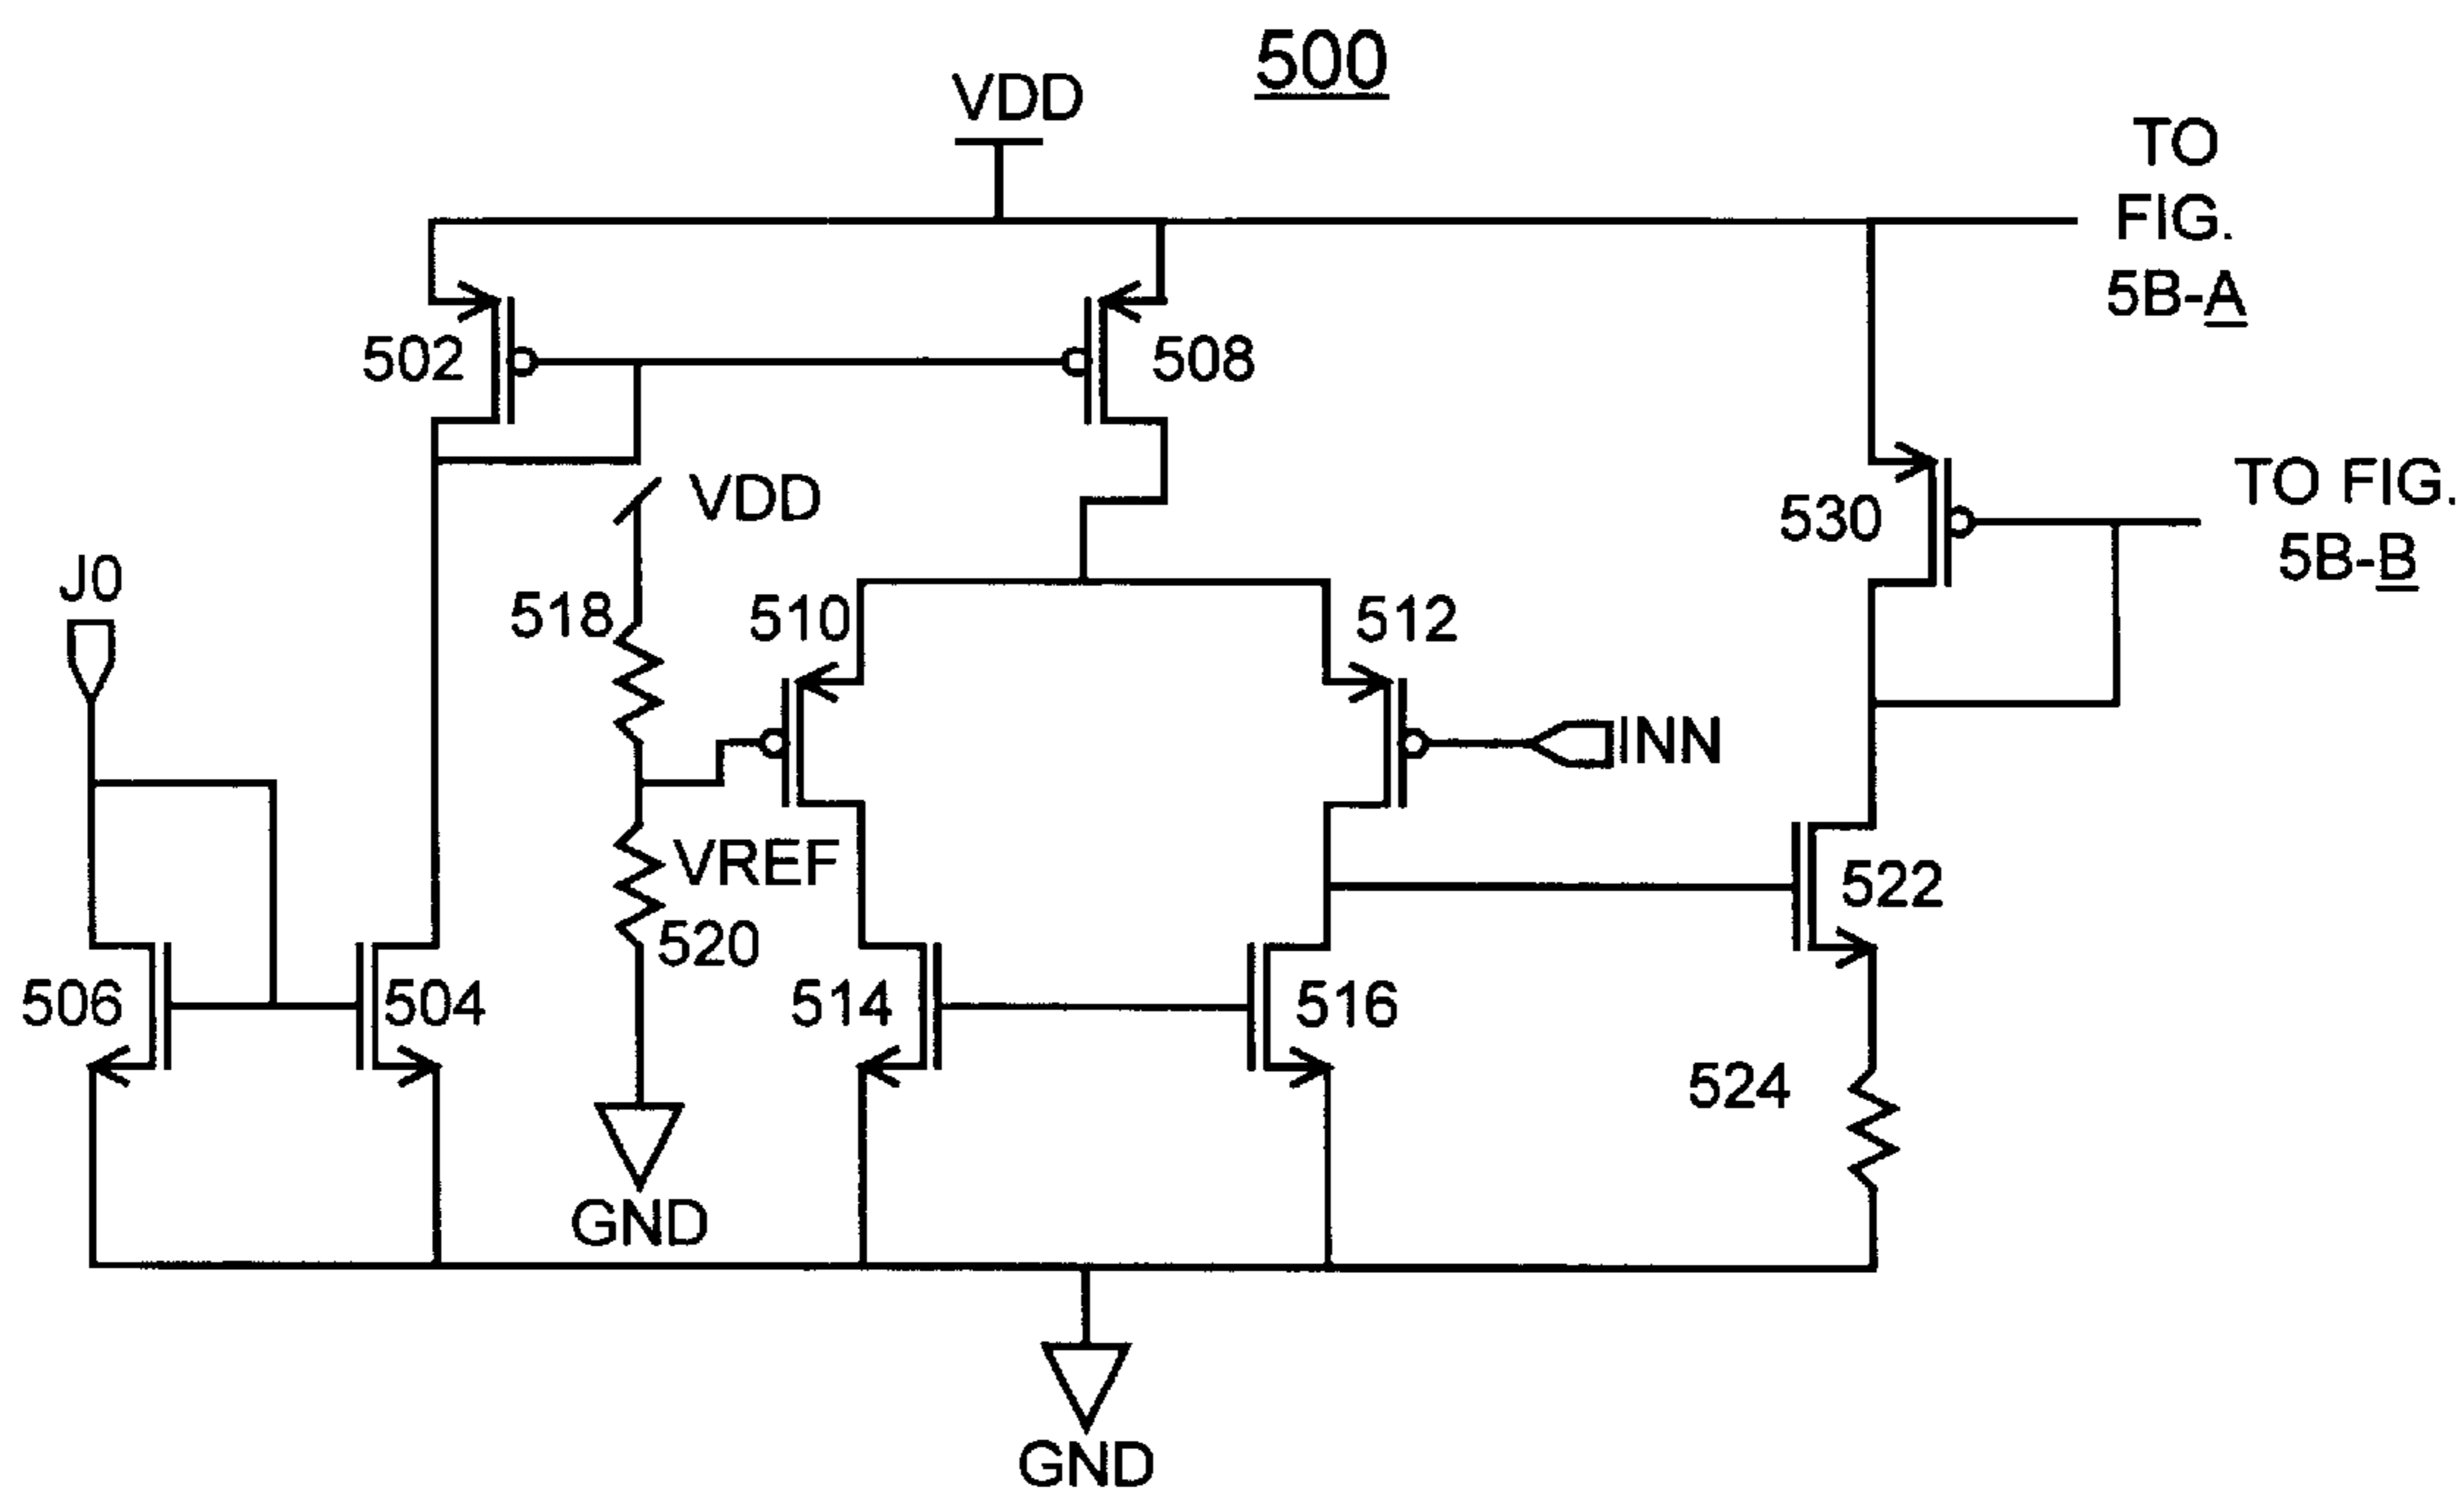 500
VDD
TO
FIG.
5B-A
502
508
VDD
530
TO FIG.
5B-B
J0
518
510
512
INN
VREF
520
522
506
504
514
516
524
GND
GND